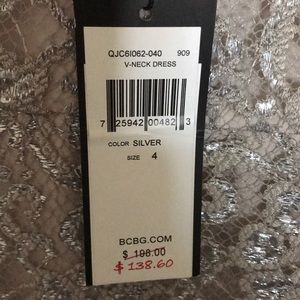 QJC6I062-040 909
V-NECK DRESS
7 25942 00482 3
COLOR SILVER
SIZE 4
BCBG.COM
$ 198.00
$138.60